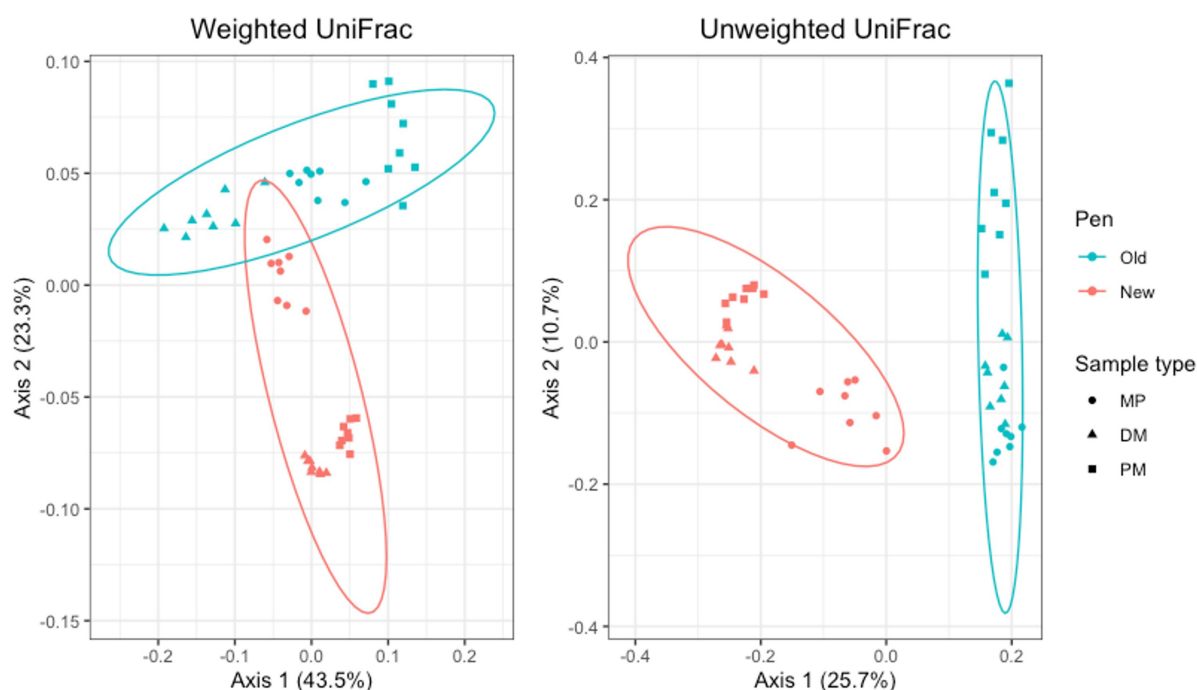 Weighted UniFrac
Unweighted UniFrac
0.10
0.05
0.00
-0.05
-0.10
-0.15
Axis 2 (23.3%)
-0.2
-0.1
0.0
0.1
0.2
Axis 1 (43.5%)
0.4
0.2
0.0
-0.2
-0.4
Axis 2 (10.7%)
-0.4
-0.2
0.0
0.2
Axis 1 (25.7%)
Pen
Old
New
Sample type
MP
DM
PM